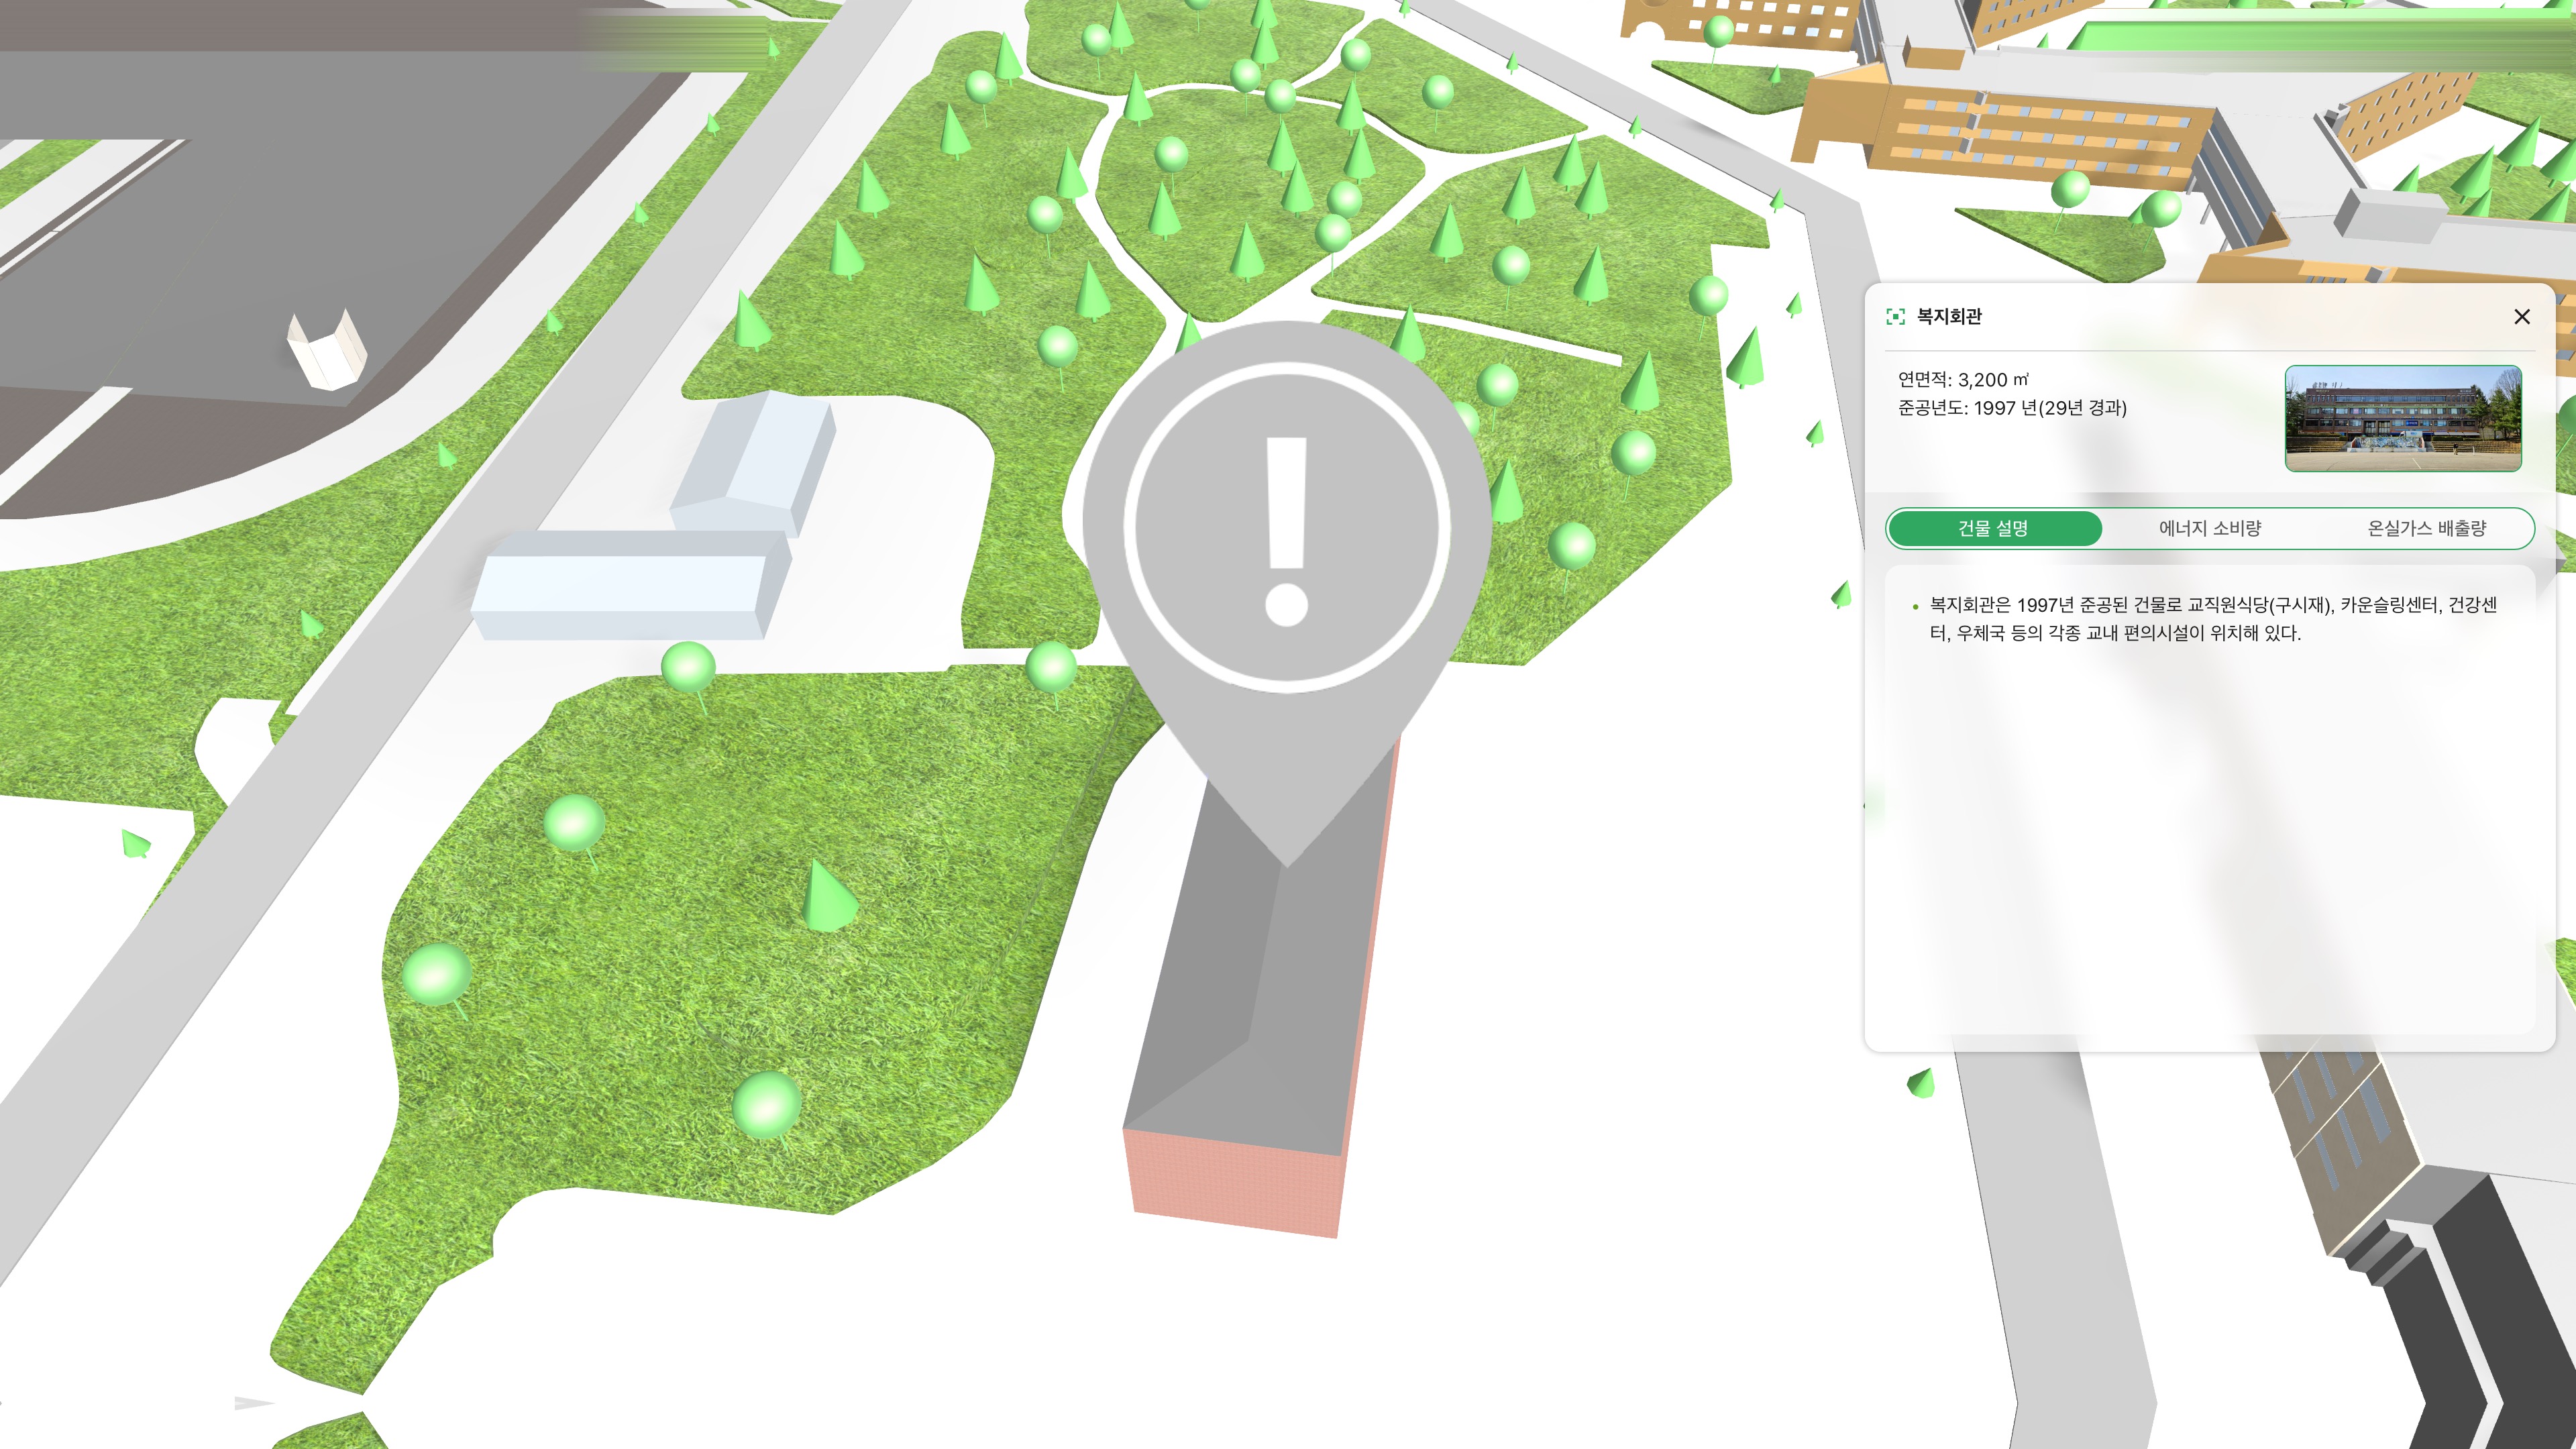 복지회관
연면적: 3,200 ㎡
준공년도: 1997 년(29년 경과)
건물 설명
에너지 소비량
온실가스 배출량
• 복지회관은 1997년 준공된 건물로 교직원식당(구시재), 카운슬링센터, 건강센
터, 우체국 등의 각종 교내 편의시설이 위치해 있다.